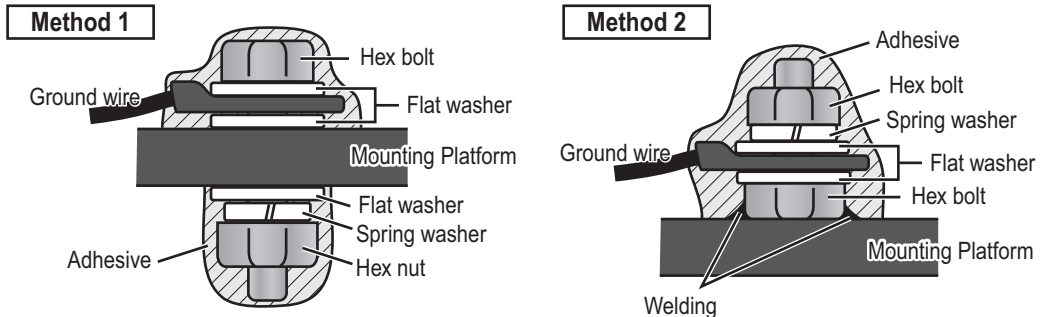 Method 1
Hex bolt
Ground wire
Flat washer
Mounting Platform
Flat washer
Spring washer
Adhesive
Hex nut
Method 2
Adhesive
Hex bolt
Spring washer
Ground wire
Flat washer
Hex bolt
Mounting Platform
Welding